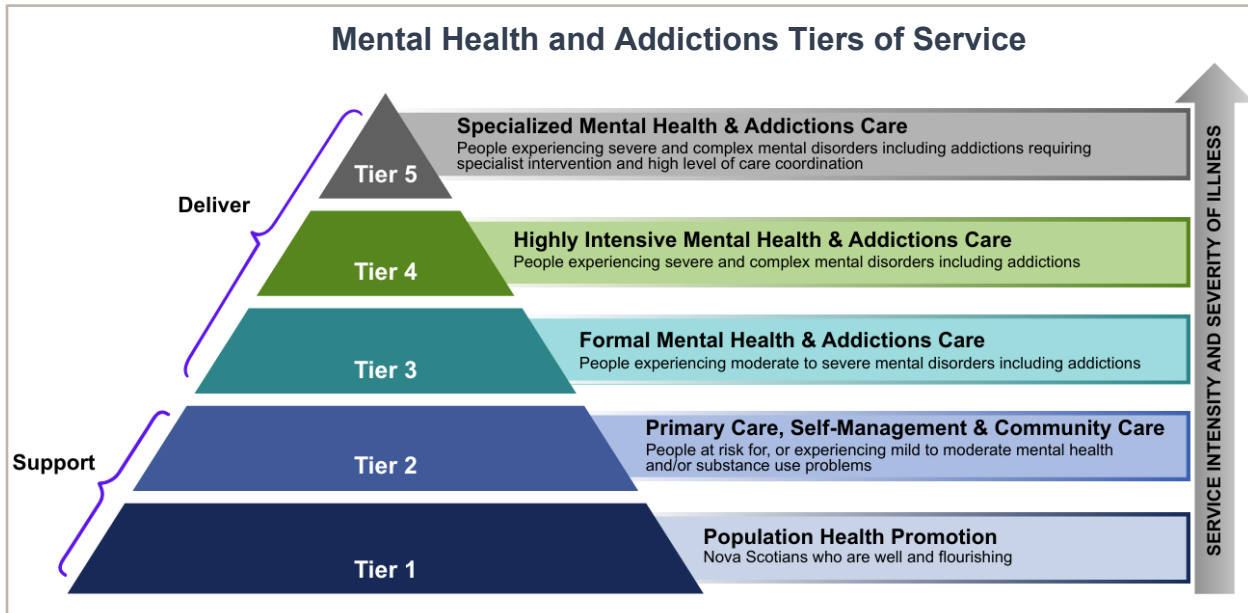 Mental Health and Addictions Tiers of Service
Specialized Mental Health & Addictions Care
People experiencing severe and complex mental disorders including addictions requiring
specialist intervention and high level of care coordination
Tier 5
Deliver
Highly Intensive Mental Health & Addictions Care
People experiencing severe and complex mental disorders including addictions
Tier 4
Formal Mental Health & Addictions Care
People experiencing moderate to severe mental disorders including addictions
Tier 3
Primary Care, Self-Management & Community Care
People at risk for, or experiencing mild to moderate mental health
and/or substance use problems
Tier 2
Support
Population Health Promotion
Nova Scotians who are well and flourishing
Tier 1
SERVICE INTENSITY AND SEVERITY OF ILLNESS